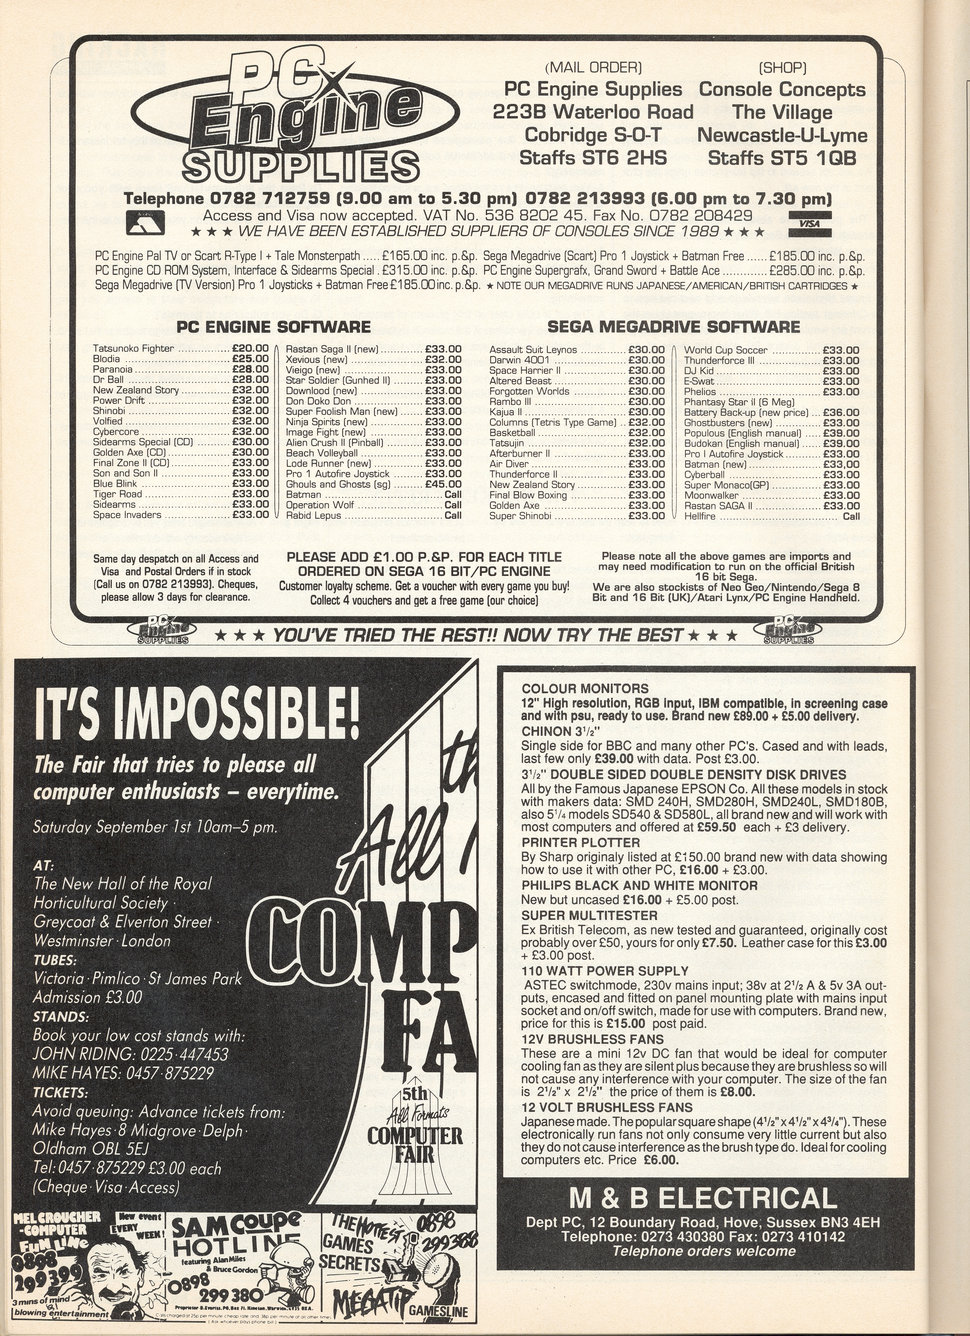 PC Engine SUPPLIES
(MAIL ORDER)
PC Engine Supplies
223B Waterloo Road
Cobridge S-O-T
Staffs ST6 2HS
(SHOP)
Console Concepts
The Village
Newcastle-U-Lyme
Staffs ST5 1QB
Telephone 0782 712759 (9.00 am to 5.30 pm) 0782 213993 (6.00 pm to 7.30 pm)
Access and Visa now accepted. VAT No. 536 8202 45. Fax No. 0782 208429
VISA
★ ★ ★ WE HAVE BEEN ESTABLISHED SUPPLIERS OF CONSOLES SINCE 1989 ★ ★ ★
PC Engine Pal TV or Scart R-Type I + Tale Monsterpath ..... £165.00 inc. p.&p.
PC Engine CD ROM System, Interface & Sidearms Special . £315.00 inc. p.&p.
Sega Megadrive (TV Version) Pro 1 Joysticks + Batman Free £185.00 inc. p.&p.
Sega Megadrive (Scart) Pro 1 Joystick + Batman Free ...... £185.00 inc. p.&p.
PC Engine Supergrafx, Grand Sword + Battle Ace ............. £285.00 inc. p.&p.
★ NOTE OUR MEGADRIVE RUNS JAPANESE/AMERICAN/BRITISH CARTRIDGES ★
PC ENGINE SOFTWARE
Tatsunoko Fighter ................ £20.00
Blodia ................ £25.00
Paranoia ................ £28.00
Dr Ball ................ £28.00
New Zealand Story ................ £32.00
Power Drift ................ £32.00
Shinobi ................ £32.00
Volfied ................ £32.00
Cybercore ................ £32.00
Sidearms Special (CD) ................ £30.00
Golden Axe (CD) ................ £30.00
Final Zone II (CD) ................ £33.00
Son and Son II ................ £33.00
Blue Blink ................ £33.00
Tiger Road ................ £33.00
Sidearms ................ £33.00
Space Invaders ................ £33.00
Rastan Saga II (new) ................ £33.00
Xevious (new) ................ £32.00
Vieigo (new) ................ £33.00
Star Soldier (Gunhed II) ................ £33.00
Downlood (new) ................ £33.00
Don Doko Don ................ £33.00
Super Foolish Man (new) ................ £33.00
Ninja Spirits (new) ................ £33.00
Image Fight (new) ................ £33.00
Alien Crush II (Pinball) ................ £33.00
Beach Volleyball ................ £33.00
Lode Runner (new) ................ £33.00
Pro 1 Autofire Joystick ................ £33.00
Ghouls and Ghosts (sg) ................ £45.00
Batman ................ Call
Operation Wolf ................ Call
Rabid Lepus ................ Call
SEGA MEGADRIVE SOFTWARE
Assault Suit Leynos ................ £30.00
Darwin 4001 ................ £30.00
Space Harrier II ................ £30.00
Altered Beast ................ £30.00
Forgotten Worlds ................ £30.00
Rambo III ................ £30.00
Kajua II ................ £30.00
Columns (Tetris Type Game) .. £32.00
Basketball ................ £32.00
Tatsujin ................ £32.00
Afterburner II ................ £33.00
Air Diver ................ £33.00
Thunderforce II ................ £33.00
New Zealand Story ................ £33.00
Final Blow Boxing ................ £33.00
Golden Axe ................ £33.00
Super Shinobi ................ £33.00
World Cup Soccer ................ £33.00
Thunderforce III ................ £33.00
DJ Kid ................ £33.00
E-Swat ................ £33.00
Phelios ................ £33.00
Phantasy Star II (6 Meg)
Battery Back-up (new price) ... £36.00
Ghostbusters (new) ................ £33.00
Populous (English manual) .... £39.00
Budokan (English manual) ..... £39.00
Pro I Autofire Joystick ................ £33.00
Batman (new) ................ £33.00
Cyberball ................ £33.00
Super Monaco(GP) ................ £33.00
Moonwalker ................ £33.00
Rastan SAGA II ................ £33.00
Hellfire ................ Call
Same day despatch on all Access and
Visa and Postal Orders if in stock
(Call us on 0782 213993). Cheques,
please allow 3 days for clearance.
PLEASE ADD £1.00 P.&P. FOR EACH TITLE
ORDERED ON SEGA 16 BIT/PC ENGINE
Customer loyalty scheme. Get a voucher with every game you buy!
Collect 4 vouchers and get a free game (our choice)
Please note all the above games are imports and
may need modification to run on the official British
16 bit Sega.
We are also stockists of Neo Geo/Nintendo/Sega 8
Bit and 16 Bit (UK)/Atari Lynx/PC Engine Handheld.
PC Engine SUPPLIES
★ ★ ★ YOU'VE TRIED THE REST!! NOW TRY THE BEST ★ ★ ★
PC Engine SUPPLIES
IT'S IMPOSSIBLE!
The Fair that tries to please all
computer enthusiasts – everytime.
Saturday September 1st 10am–5 pm.
AT:
The New Hall of the Royal
Horticultural Society ·
Greycoat & Elverton Street ·
Westminster · London
TUBES:
Victoria · Pimlico · St James Park
Admission £3.00
STANDS:
Book your low cost stands with:
JOHN RIDING: 0225·447453
MIKE HAYES: 0457·875229
TICKETS:
Avoid queuing: Advance tickets from:
Mike Hayes · 8 Midgrove · Delph ·
Oldham OBL 5EJ
Tel: 0457·875229 £3.00 each
(Cheque · Visa · Access)
th
All
COMP
FA
5th
All Formats
COMPUTER
FAIR
MEL CROUCHER
-COMPUTER
FUN LINE
New events
EVERY
WEEK!
0898
299399
3 mins of mind
blowing entertainment
SAM COUPe
HOTLINE
featuring Alan Miles
& Bruce Gordon
0898
299 380
THE HOTTEST
GAMES
SECRETS
0898
299388
MEGATIP
GAMESLINE
COLOUR MONITORS
12" High resolution, RGB Input, IBM compatible, in screening case
and with psu, ready to use. Brand new £89.00 + £5.00 delivery.
CHINON 3 1/2"
Single side for BBC and many other PC's. Cased and with leads,
last few only £39.00 with data. Post £3.00.
3 1/2" DOUBLE SIDED DOUBLE DENSITY DISK DRIVES
All by the Famous Japanese EPSON Co. All these models in stock
with makers data: SMD 240H, SMD280H, SMD240L, SMD180B,
also 5 1/4 models SD540 & SD580L, all brand new and will work with
most computers and offered at £59.50 each + £3 delivery.
PRINTER PLOTTER
By Sharp originaly listed at £150.00 brand new with data showing
how to use it with other PC, £16.00 + £3.00.
PHILIPS BLACK AND WHITE MONITOR
New but uncased £16.00 + £5.00 post.
SUPER MULTITESTER
Ex British Telecom, as new tested and guaranteed, originally cost
probably over £50, yours for only £7.50. Leather case for this £3.00
+ £3.00 post.
110 WATT POWER SUPPLY
ASTEC switchmode, 230v mains input; 38v at 2 1/2 A & 5v 3A out-
puts, encased and fitted on panel mounting plate with mains input
socket and on/off switch, made for use with computers. Brand new,
price for this is £15.00 post paid.
12V BRUSHLESS FANS
These are a mini 12v DC fan that would be ideal for computer
cooling fan as they are silent plus because they are brushless so will
not cause any interference with your computer. The size of the fan
is 2 1/2" x 2 1/2" the price of them is £8.00.
12 VOLT BRUSHLESS FANS
Japanese made. The popular square shape (4 1/2" x 4 1/2" x 4 3/4"). These
electronically run fans not only consume very little current but also
they do not cause interference as the brush type do. Ideal for cooling
computers etc. Price £6.00.
M & B ELECTRICAL
Dept PC, 12 Boundary Road, Hove, Sussex BN3 4EH
Telephone: 0273 430380 Fax: 0273 410142
Telephone orders welcome